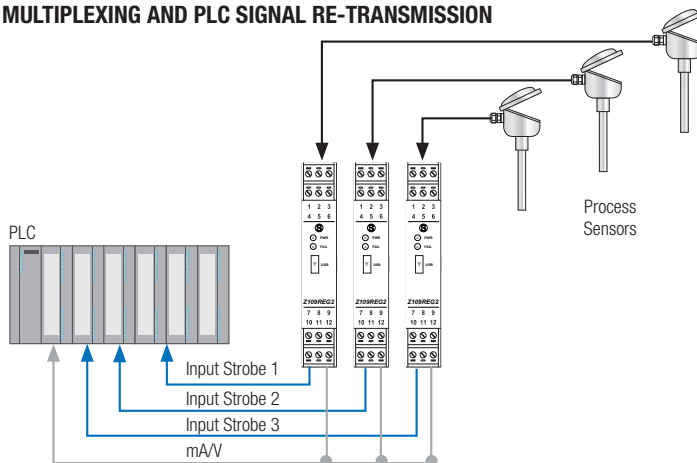 MULTIPLEXING AND PLC SIGNAL RE-TRANSMISSION
Process
Sensors
PLC
1 2 3
4 5 6
S
PWR
FAIL
USB
Z109REG2
7 8 9
10 11 12
1 2 3
4 5 6
S
PWR
FAIL
USB
Z109REG2
7 8 9
10 11 12
1 2 3
4 5 6
S
PWR
FAIL
USB
Z109REG2
7 8 9
10 11 12
Input Strobe 1
Input Strobe 2
Input Strobe 3
mA/V